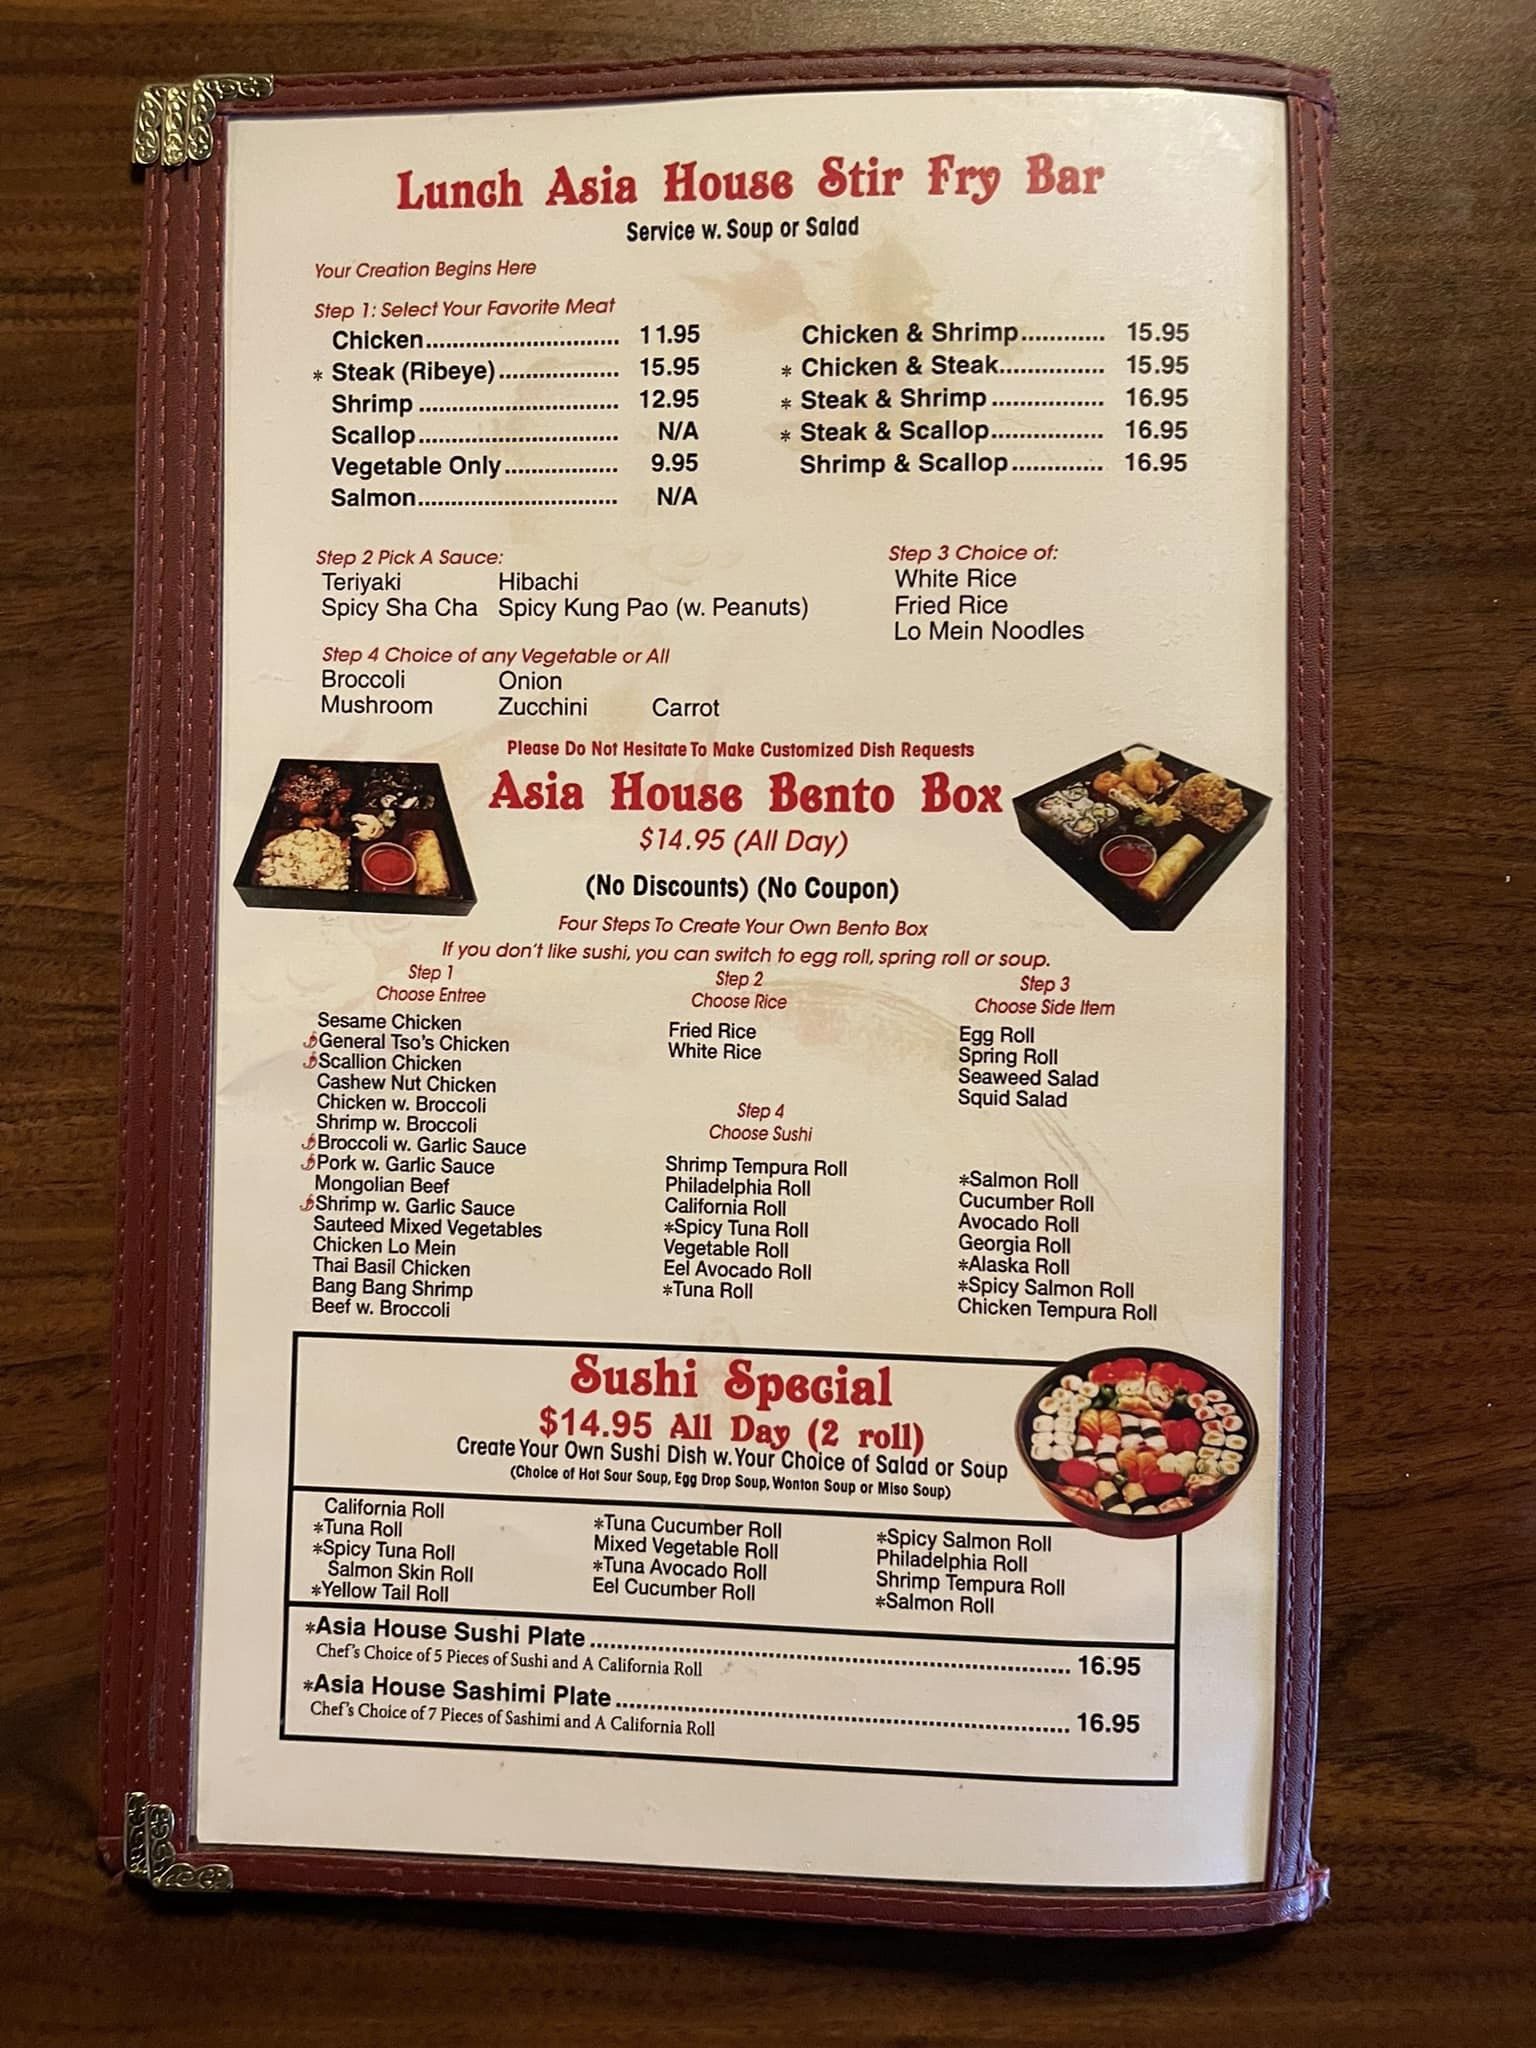 Lunch Asia House Stir Fry Bar
Service w. Soup or Salad
Your Creation Begins Here
Step 1: Select Your Favorite Meat
Chicken............................. 11.95
* Steak (Ribeye).................. 15.95
Shrimp .............................. 12.95
Scallop.............................. N/A
Vegetable Only................. 9.95
Salmon.............................. N/A
Chicken & Shrimp............ 15.95
* Chicken & Steak............... 15.95
* Steak & Shrimp ................ 16.95
* Steak & Scallop................ 16.95
Shrimp & Scallop............. 16.95
Step 2 Pick A Sauce:
Teriyaki Hibachi
Spicy Sha Cha Spicy Kung Pao (w. Peanuts)
Step 3 Choice of:
White Rice
Fried Rice
Lo Mein Noodles
Step 4 Choice of any Vegetable or All
Broccoli Onion
Mushroom Zucchini Carrot
Please Do Not Hesitate To Make Customized Dish Requests
Asia House Bento Box
$14.95 (All Day)
(No Discounts) (No Coupon)
Four Steps To Create Your Own Bento Box
If you don't like sushi, you can switch to egg roll, spring roll or soup.
Step 1
Choose Entree
Sesame Chicken
General Tso's Chicken
Scallion Chicken
Cashew Nut Chicken
Chicken w. Broccoli
Shrimp w. Broccoli
Broccoli w. Garlic Sauce
Pork w. Garlic Sauce
Mongolian Beef
Shrimp w. Garlic Sauce
Sauteed Mixed Vegetables
Chicken Lo Mein
Thai Basil Chicken
Bang Bang Shrimp
Beef w. Broccoli
Step 2
Choose Rice
Fried Rice
White Rice
Step 3
Choose Side Item
Egg Roll
Spring Roll
Seaweed Salad
Squid Salad
Step 4
Choose Sushi
Shrimp Tempura Roll
Philadelphia Roll
California Roll
*Spicy Tuna Roll
Vegetable Roll
Eel Avocado Roll
*Tuna Roll
*Salmon Roll
Cucumber Roll
Avocado Roll
Georgia Roll
*Alaska Roll
*Spicy Salmon Roll
Chicken Tempura Roll
Sushi Special
$14.95 All Day (2 roll)
Create Your Own Sushi Dish w. Your Choice of Salad or Soup
(Choice of Hot Sour Soup, Egg Drop Soup, Wonton Soup or Miso Soup)
California Roll
*Tuna Roll
*Spicy Tuna Roll
Salmon Skin Roll
*Yellow Tail Roll
*Tuna Cucumber Roll
Mixed Vegetable Roll
*Tuna Avocado Roll
Eel Cucumber Roll
*Spicy Salmon Roll
Philadelphia Roll
Shrimp Tempura Roll
*Salmon Roll
*Asia House Sushi Plate ........................................................................ 16.95
Chef's Choice of 5 Pieces of Sushi and A California Roll
*Asia House Sashimi Plate .................................................................... 16.95
Chef's Choice of 7 Pieces of Sashimi and A California Roll